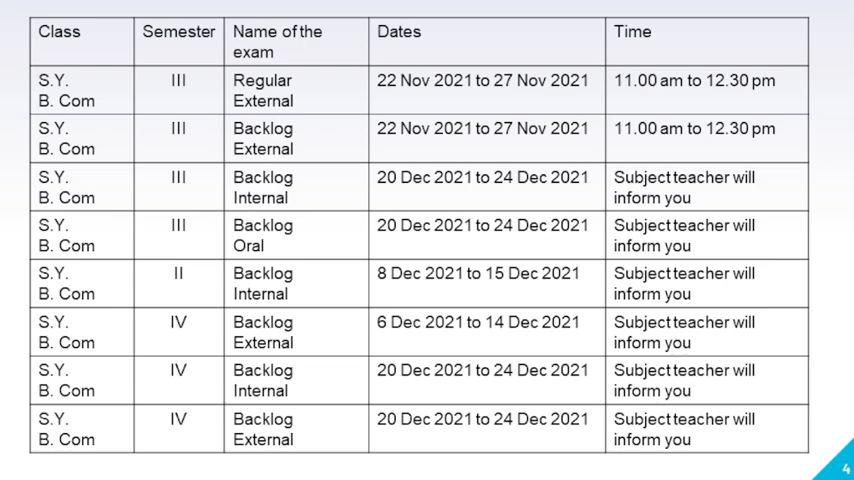 Class Semester Name of the exam Dates Time
S.Y. B. Com III Regular External 22 Nov 2021 to 27 Nov 2021 11.00 am to 12.30 pm
S.Y. B. Com III Backlog External 22 Nov 2021 to 27 Nov 2021 11.00 am to 12.30 pm
S.Y. B. Com III Backlog Internal 20 Dec 2021 to 24 Dec 2021 Subject teacher will inform you
S.Y. B. Com III Backlog Oral 20 Dec 2021 to 24 Dec 2021 Subject teacher will inform you
S.Y. B. Com II Backlog Internal 8 Dec 2021 to 15 Dec 2021 Subject teacher will inform you
S.Y. B. Com IV Backlog External 6 Dec 2021 to 14 Dec 2021 Subject teacher will inform you
S.Y. B. Com IV Backlog Internal 20 Dec 2021 to 24 Dec 2021 Subject teacher will inform you
S.Y. B. Com IV Backlog External 20 Dec 2021 to 24 Dec 2021 Subject teacher will inform you
4